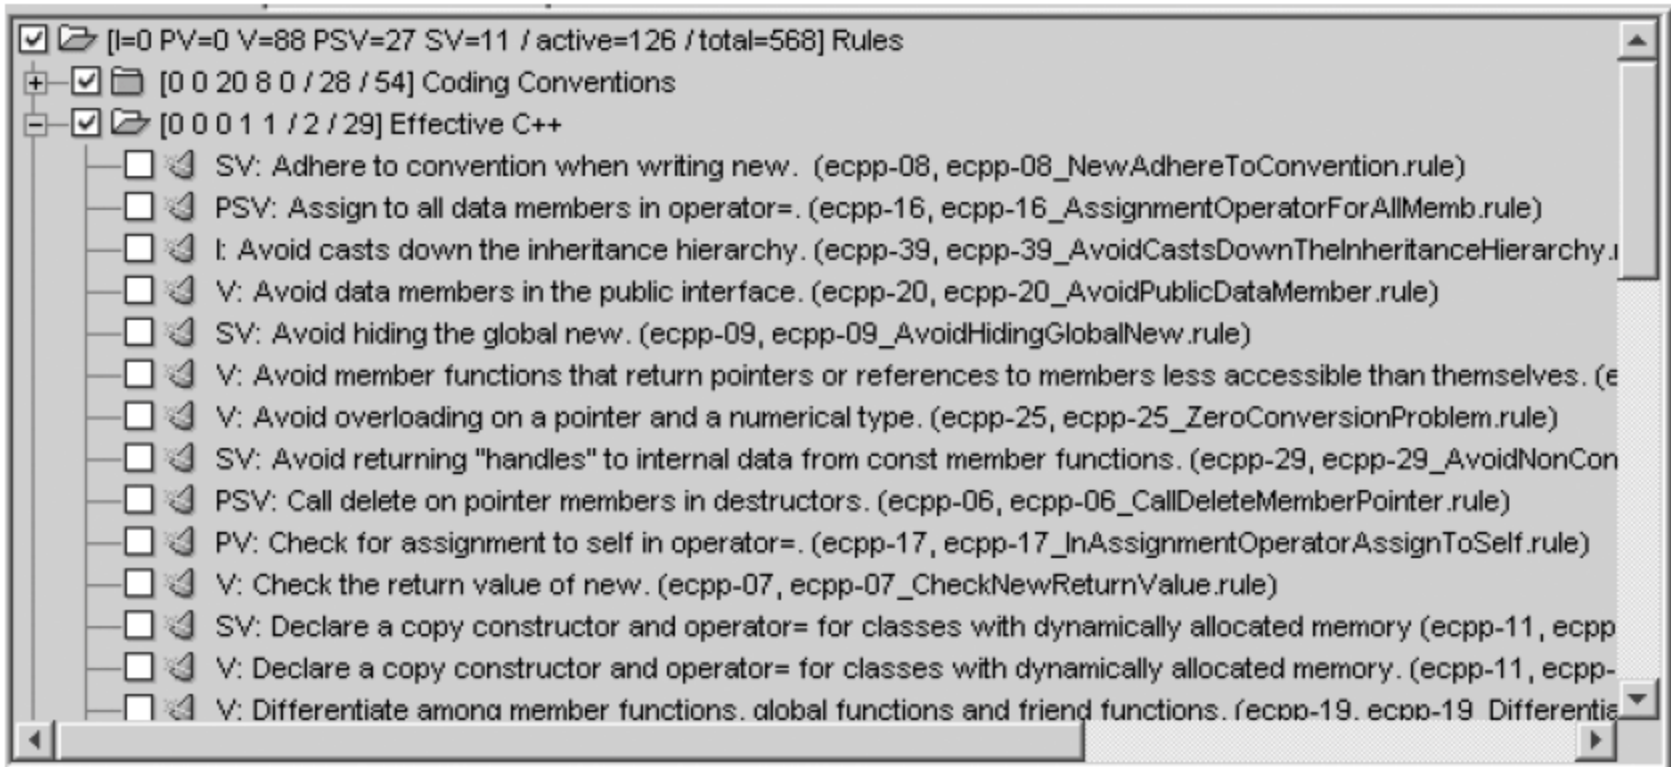 [I=0 PV=0 V=88 PSV=27 SV=11 / active=126 / total=568] Rules
[0 0 20 8 0 / 28 / 54] Coding Conventions
[0 0 0 1 1 / 2 / 29] Effective C++
SV: Adhere to convention when writing new. (ecpp-08, ecpp-08_NewAdhereToConvention.rule)
PSV: Assign to all data members in operator=. (ecpp-16, ecpp-16_AssignmentOperatorForAllMemb.rule)
I: Avoid casts down the inheritance hierarchy. (ecpp-39, ecpp-39_AvoidCastsDownTheInheritanceHierarchy.r
V: Avoid data members in the public interface. (ecpp-20, ecpp-20_AvoidPublicDataMember.rule)
SV: Avoid hiding the global new. (ecpp-09, ecpp-09_AvoidHidingGlobalNew.rule)
V: Avoid member functions that return pointers or references to members less accessible than themselves. (e
V: Avoid overloading on a pointer and a numerical type. (ecpp-25, ecpp-25_ZeroConversionProblem.rule)
SV: Avoid returning "handles" to internal data from const member functions. (ecpp-29, ecpp-29_AvoidNonCon
PSV: Call delete on pointer members in destructors. (ecpp-06, ecpp-06_CallDeleteMemberPointer.rule)
PV: Check for assignment to self in operator=. (ecpp-17, ecpp-17_InAssignmentOperatorAssignToSelf.rule)
V: Check the return value of new. (ecpp-07, ecpp-07_CheckNewReturnValue.rule)
SV: Declare a copy constructor and operator= for classes with dynamically allocated memory (ecpp-11, ecpp
V: Declare a copy constructor and operator= for classes with dynamically allocated memory. (ecpp-11, ecpp-
V: Differentiate among member functions, global functions and friend functions. (ecpp-19, ecpp-19_Differentia